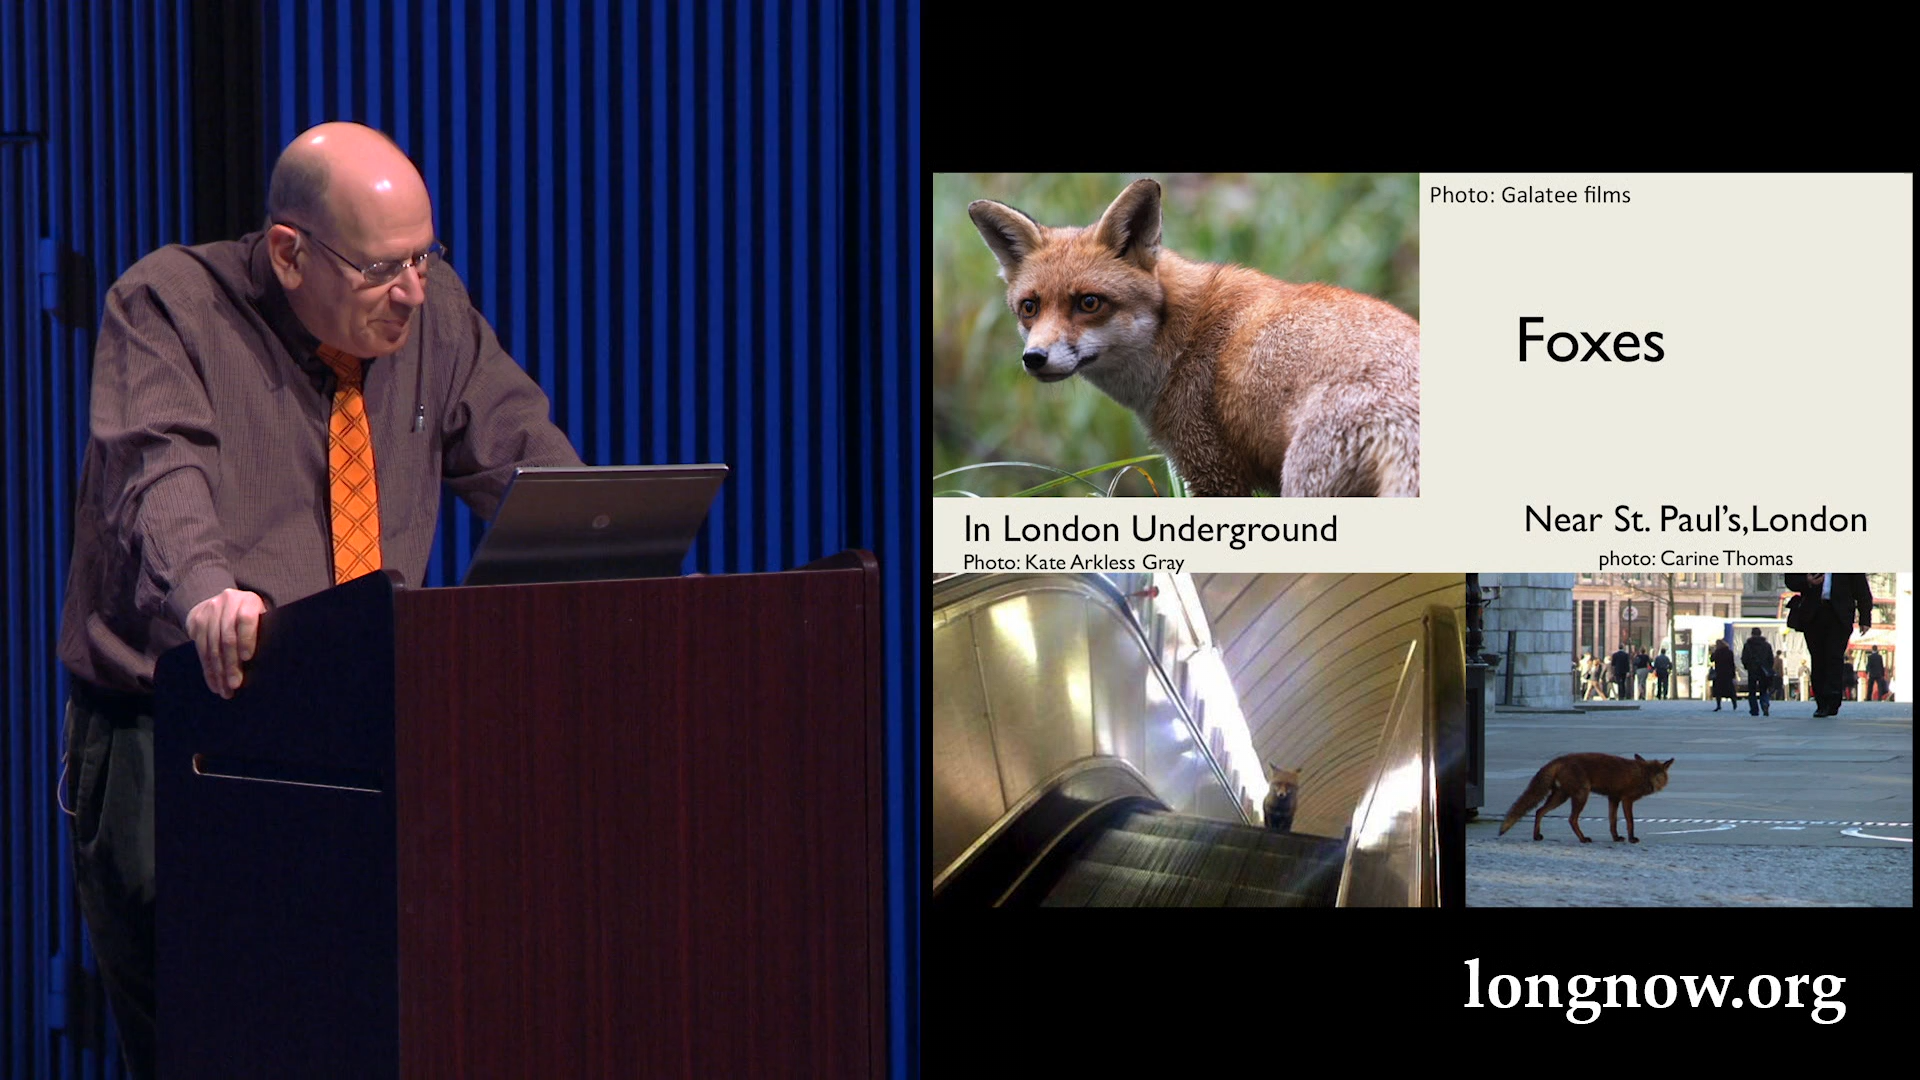 Photo: Galatee films
Foxes
In London Underground
Photo: Kate Arkless Gray
Near St. Paul's,London
photo: Carine Thomas
longnow.org